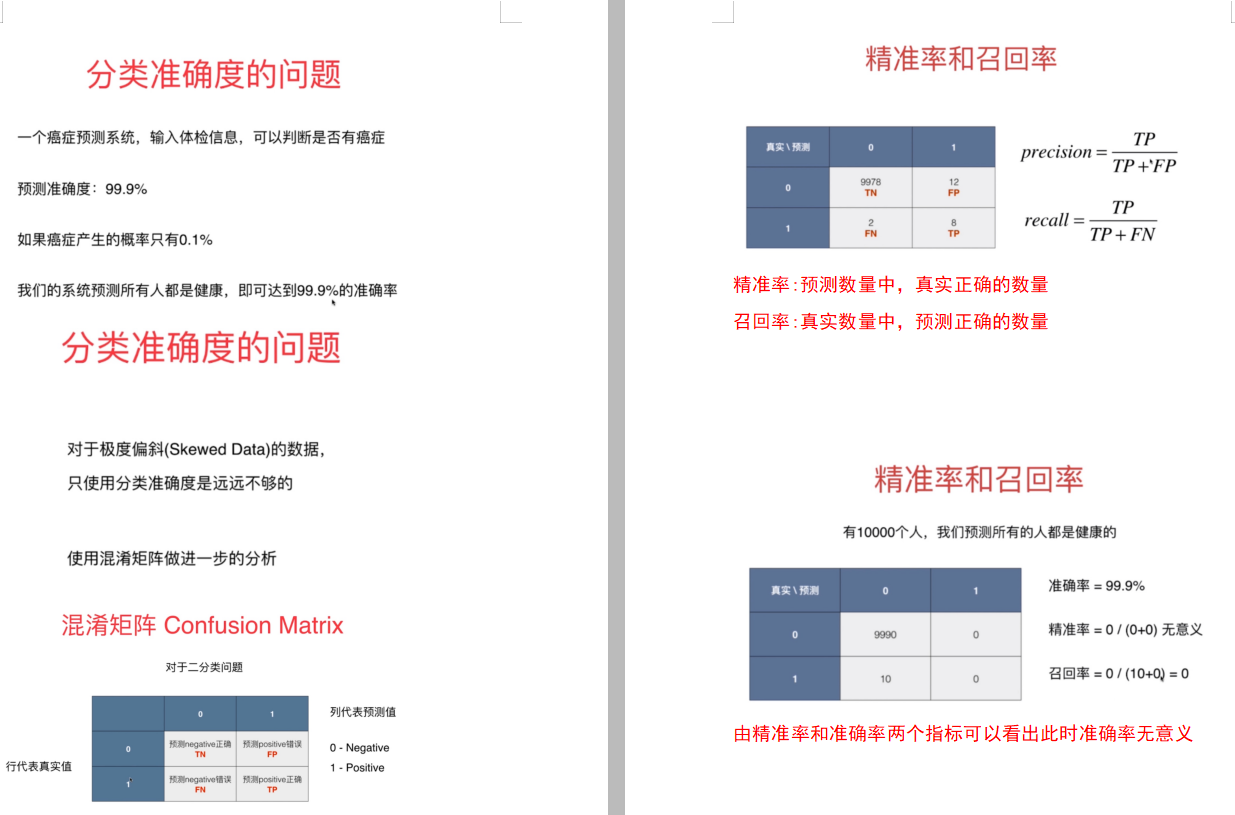 分类准确度的问题
一个癌症预测系统，输入体检信息，可以判断是否有癌症
预测准确度：99.9%
如果癌症产生的概率只有0.1%
我们的系统预测所有人都是健康，即可达到99.9%的准确率
分类准确度的问题
对于极度偏斜(Skewed Data)的数据，
只使用分类准确度是远远不够的
使用混淆矩阵做进一步的分析
混淆矩阵 Confusion Matrix
对于二分类问题
0 1
0 预测negative正确 TN 预测positive错误 FP
1 预测negative错误 FN 预测positive正确 TP
行代表真实值
列代表预测值
0 - Negative
1 - Positive
精准率和召回率
真实 \ 预测 0 1
0 9978 TN 12 FP
1 2 FN 8 TP
precision = TP / TP + FP
recall = TP / TP + FN
精准率:预测数量中，真实正确的数量
召回率:真实数量中，预测正确的数量
精准率和召回率
有10000个人，我们预测所有的人都是健康的
真实 \ 预测 0 1
0 9990 0
1 10 0
准确率 = 99.9%
精准率 = 0 / (0+0) 无意义
召回率 = 0 / (10+0) = 0
由精准率和准确率两个指标可以看出此时准确率无意义